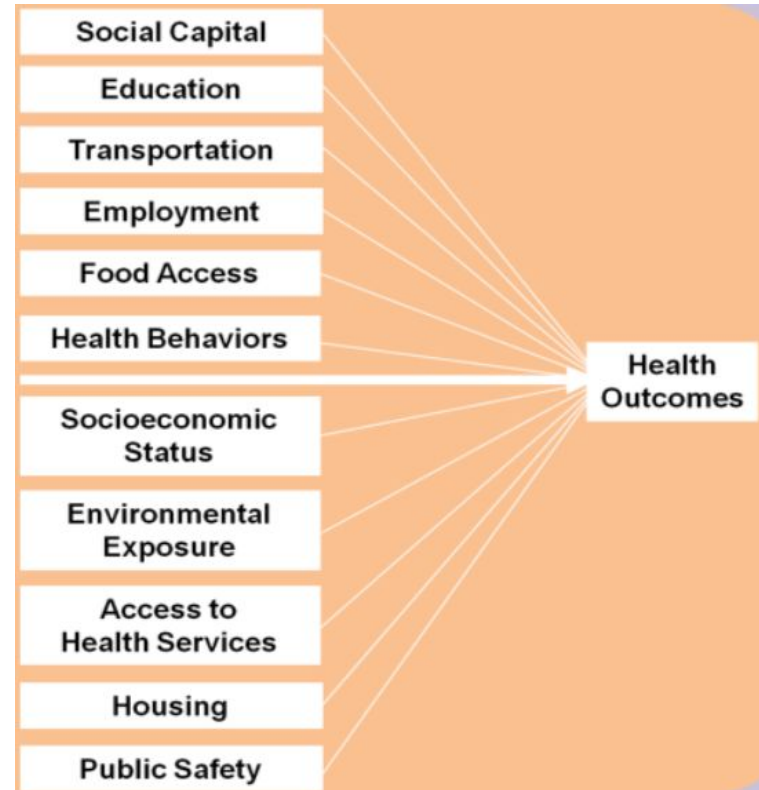 Social Capital
Education
Transportation
Employment
Food Access
Health Behaviors
Health
Outcomes
Socioeconomic
Status
Environmental
Exposure
Access to
Health Services
Housing
Public Safety